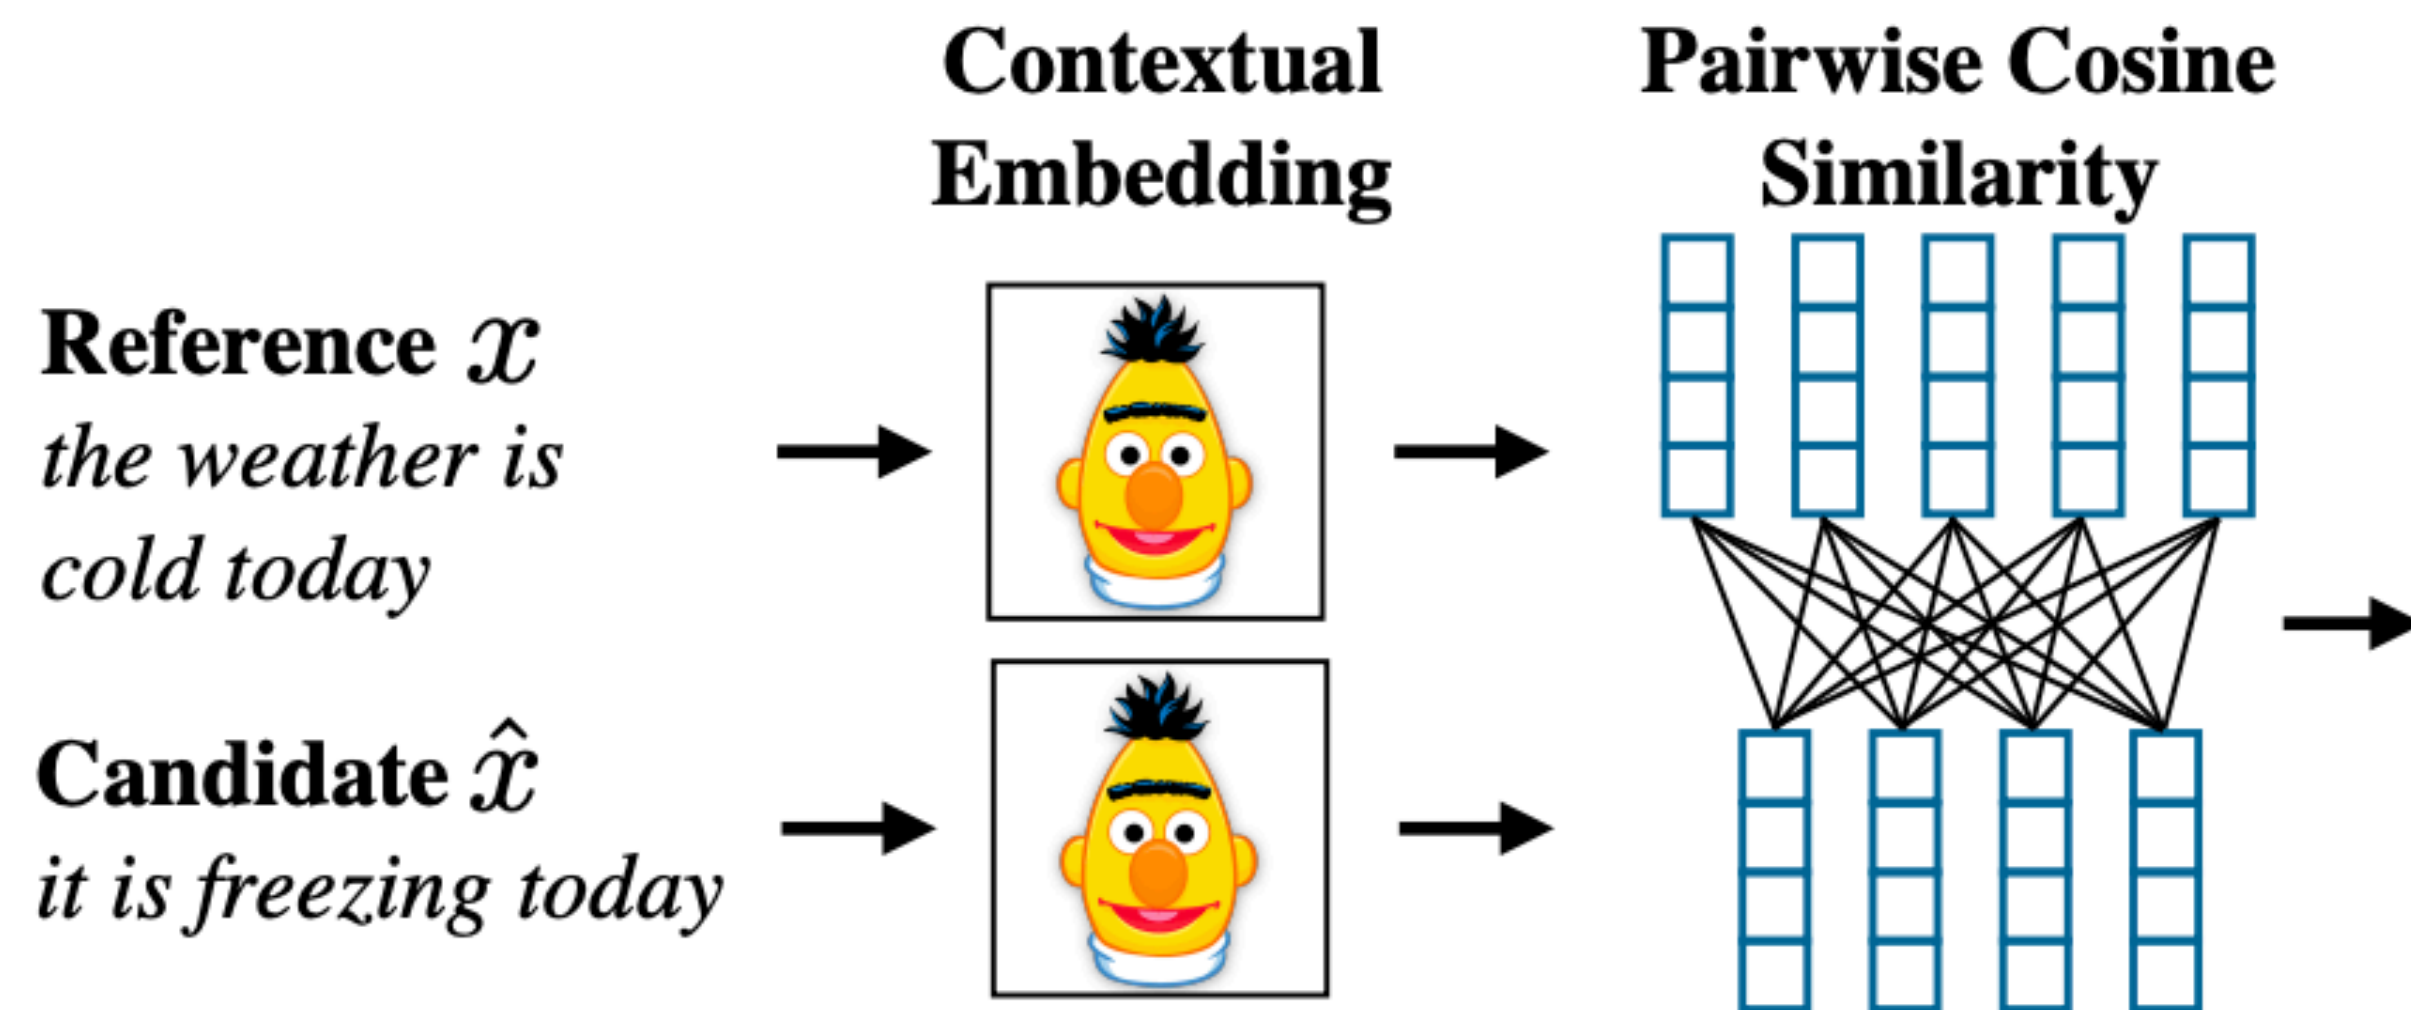 Contextual
Embedding
Pairwise Cosine
Similarity
Reference x
the weather is
cold today
Candidate x̂
it is freezing today